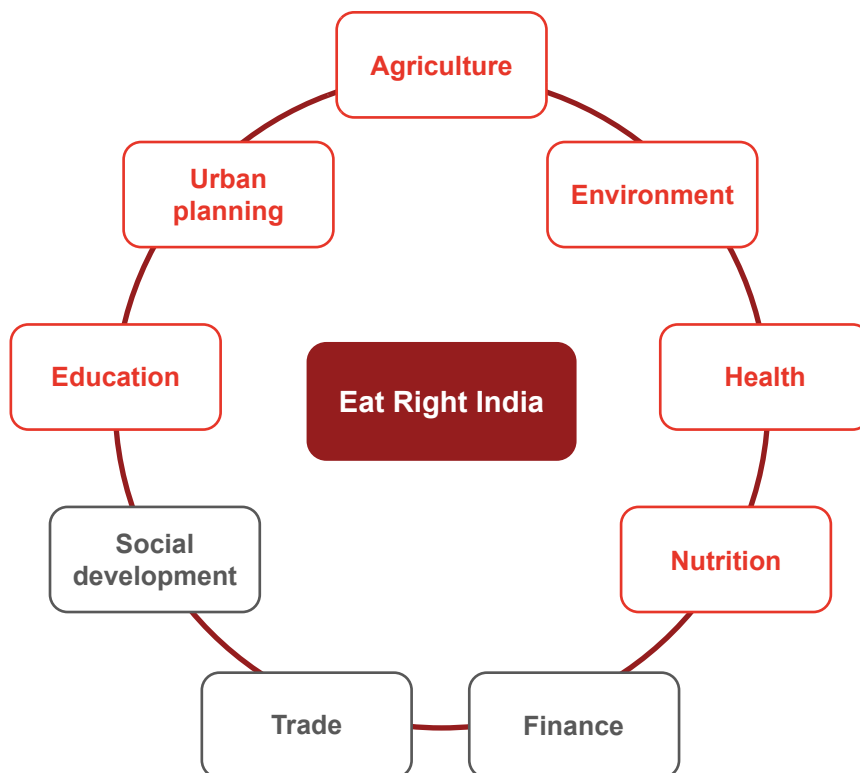 Agriculture
Urban
planning
Environment
Education
Eat Right India
Health
Social
development
Nutrition
Trade
Finance